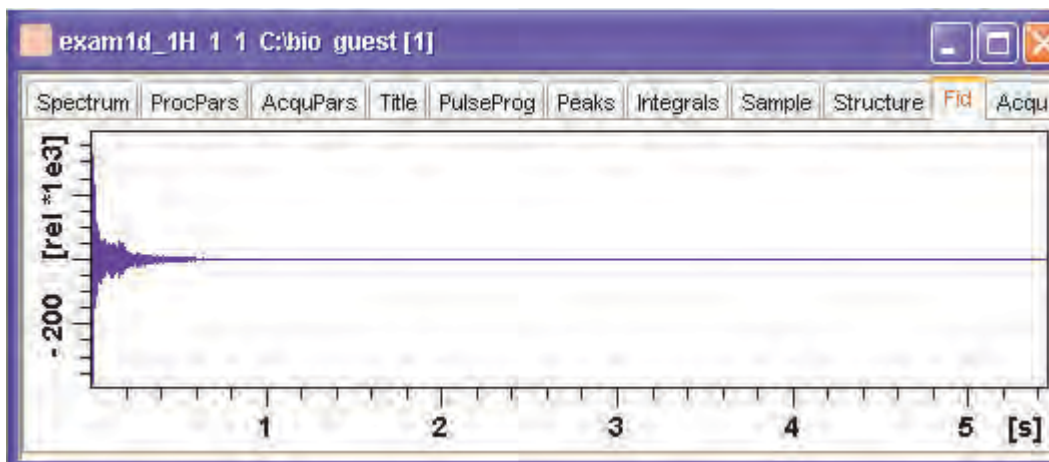 exam1d_1H 1 1 C:\bio guest [1]
Spectrum ProcPars AcquPars Title PulseProg Peaks Integrals Sample Structure Fid Acqu
[rel *1e3]
-200
1 2 3 4 5 [s]